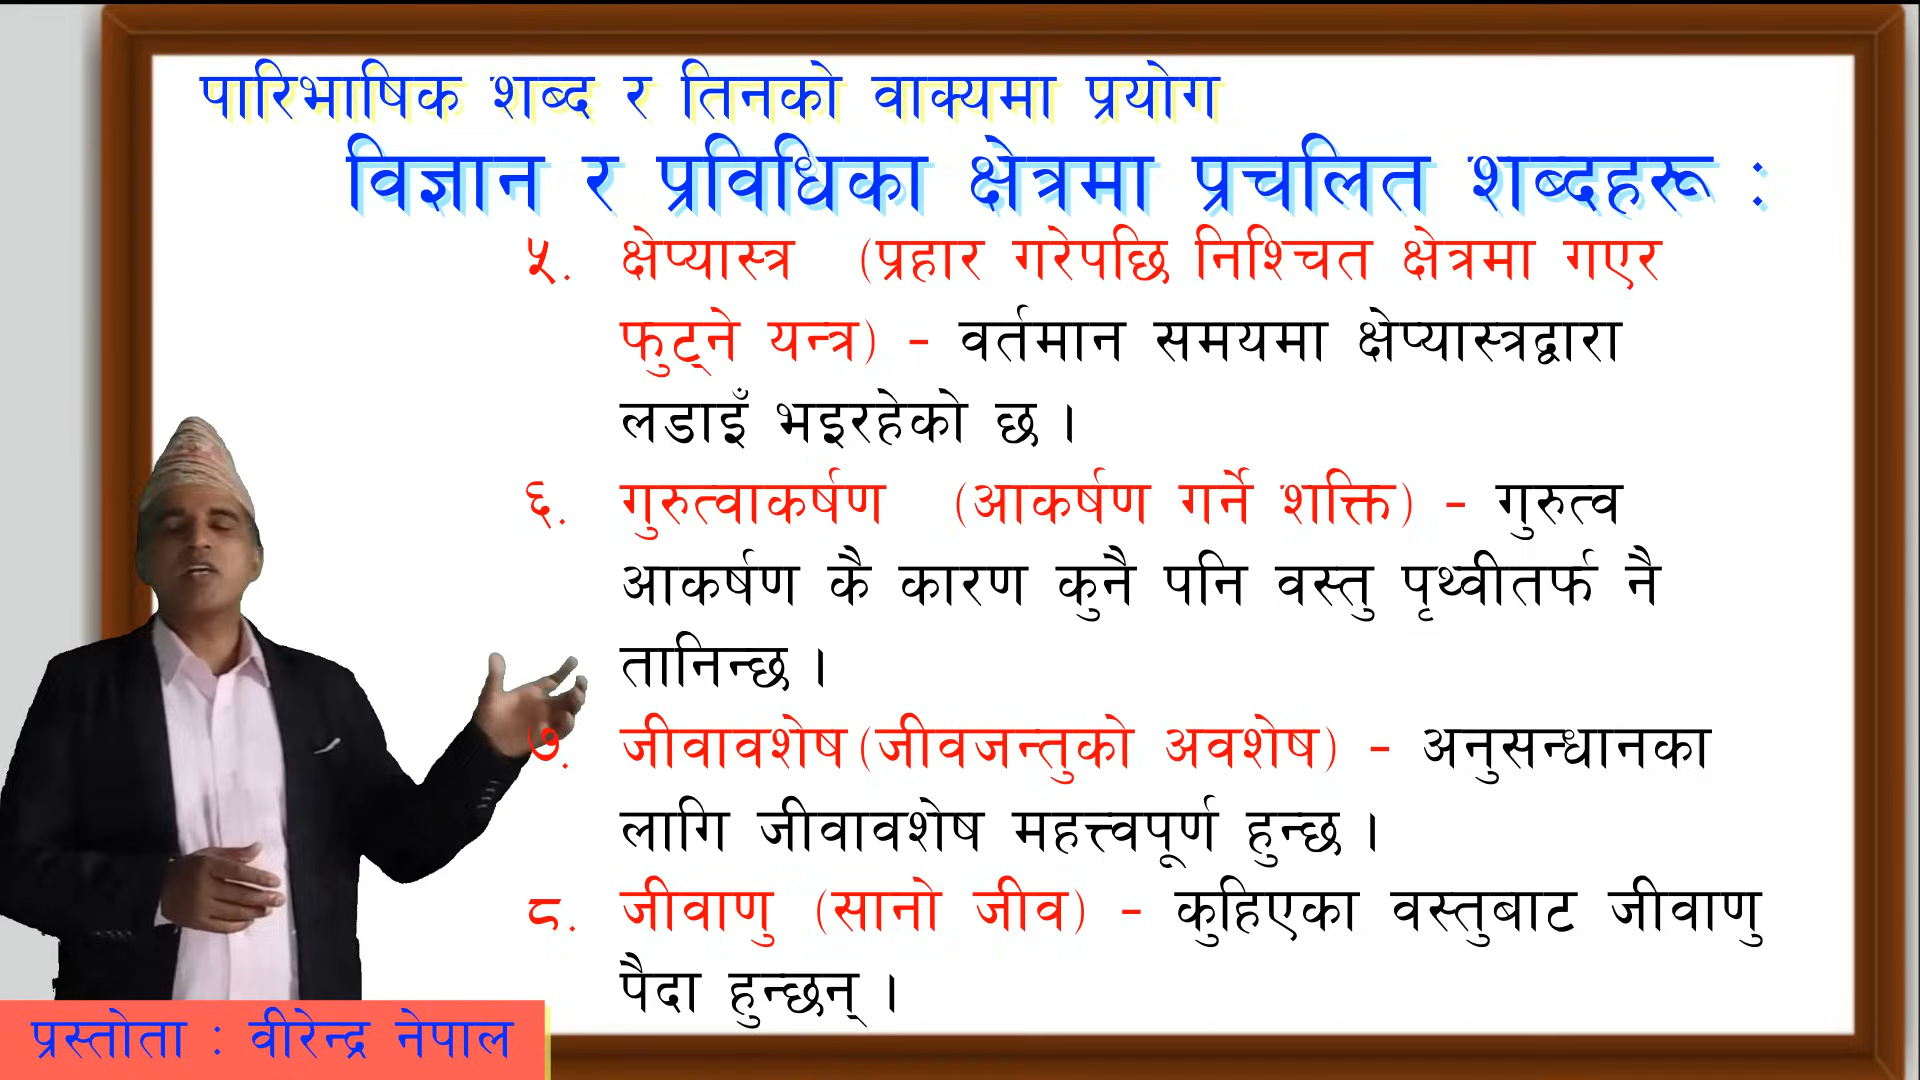 पारिभाषिक शब्द र तिनको वाक्यमा प्रयोग
विज्ञान र प्रविधिका क्षेत्रमा प्रचलित शब्दहरू :
५. क्षेप्यास्त्र (प्रहार गरेपछि निश्चित क्षेत्रमा गएर
फुट्ने यन्त्र) - वर्तमान समयमा क्षेप्यास्त्रद्वारा
लडाइँ भइरहेको छ ।
६. गुरुत्वाकर्षण (आकर्षण गर्ने शक्ति) - गुरुत्व
आकर्षण कै कारण कुनै पनि वस्तु पृथ्वीतर्फ नै
तानिन्छ ।
७. जीवावशेष (जीवजन्तुको अवशेष) - अनुसन्धानका
लागि जीवावशेष महत्त्वपूर्ण हुन्छ ।
८. जीवाणु (सानो जीव) - कुहिएका वस्तुबाट जीवाणु
पैदा हुन्छन् ।
प्रस्तोता : वीरेन्द्र नेपाल